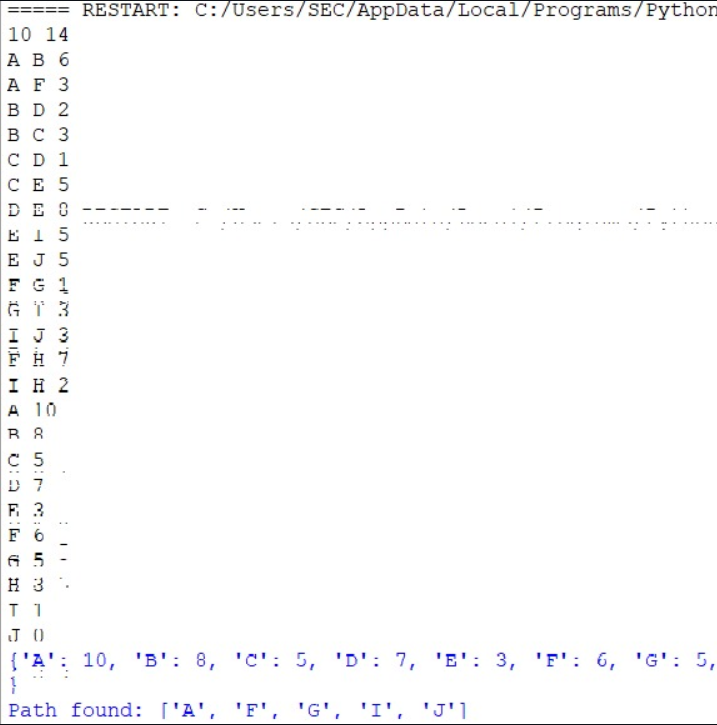 ===== RESTART: C:/Users/SEC/AppData/Local/Programs/Python
10 14
A B 6
A F 3
B D 2
B C 3
C D 1
C E 5
D E 8
E I 5
E J 5
F G 1
G I 3
I J 3
F H 7
I H 2
A 10
B 8
C 5
D 7
E 3
F 6
G 5
H 3
I 1
J 0
{'A': 10, 'B': 8, 'C': 5, 'D': 7, 'E': 3, 'F': 6, 'G': 5,
}
Path found: ['A', 'F', 'G', 'I', 'J']